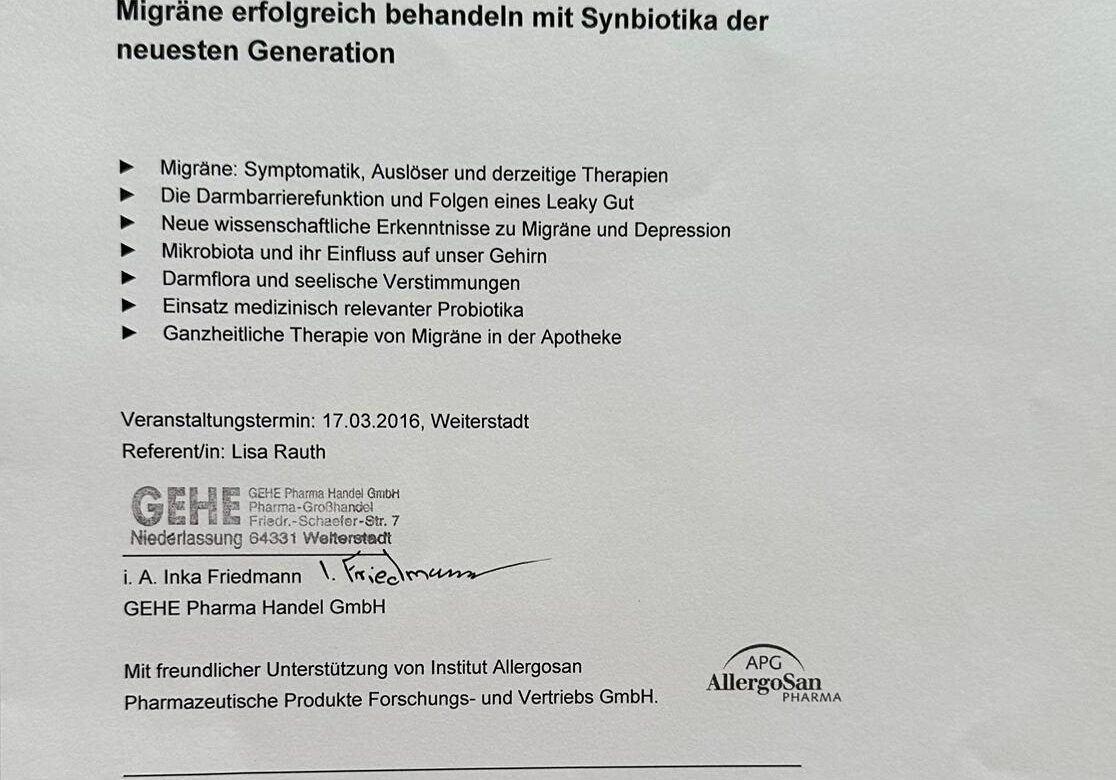 Migräne erfolgreich behandeln mit Synbiotika der
neuesten Generation
► Migräne: Symptomatik, Auslöser und derzeitige Therapien
► Die Darmbarrierefunktion und Folgen eines Leaky Gut
► Neue wissenschaftliche Erkenntnisse zu Migräne und Depression
► Mikrobiota und ihr Einfluss auf unser Gehirn
► Darmflora und seelische Verstimmungen
► Einsatz medizinisch relevanter Probiotika
► Ganzheitliche Therapie von Migräne in der Apotheke
Veranstaltungstermin: 17.03.2016, Weiterstadt
Referent/in: Lisa Rauth
GEHE
GEHE Pharma Handel GmbH
Pharma-Großhandel
Friedr.-Schaefer-Str. 7
Niederlassung 64331 Weiterstadt
i. A. Inka Friedmann I. Friedmann
GEHE Pharma Handel GmbH
Mit freundlicher Unterstützung von Institut Allergosan
Pharmazeutische Produkte Forschungs- und Vertriebs GmbH.
APG
AllergoSan
PHARMA